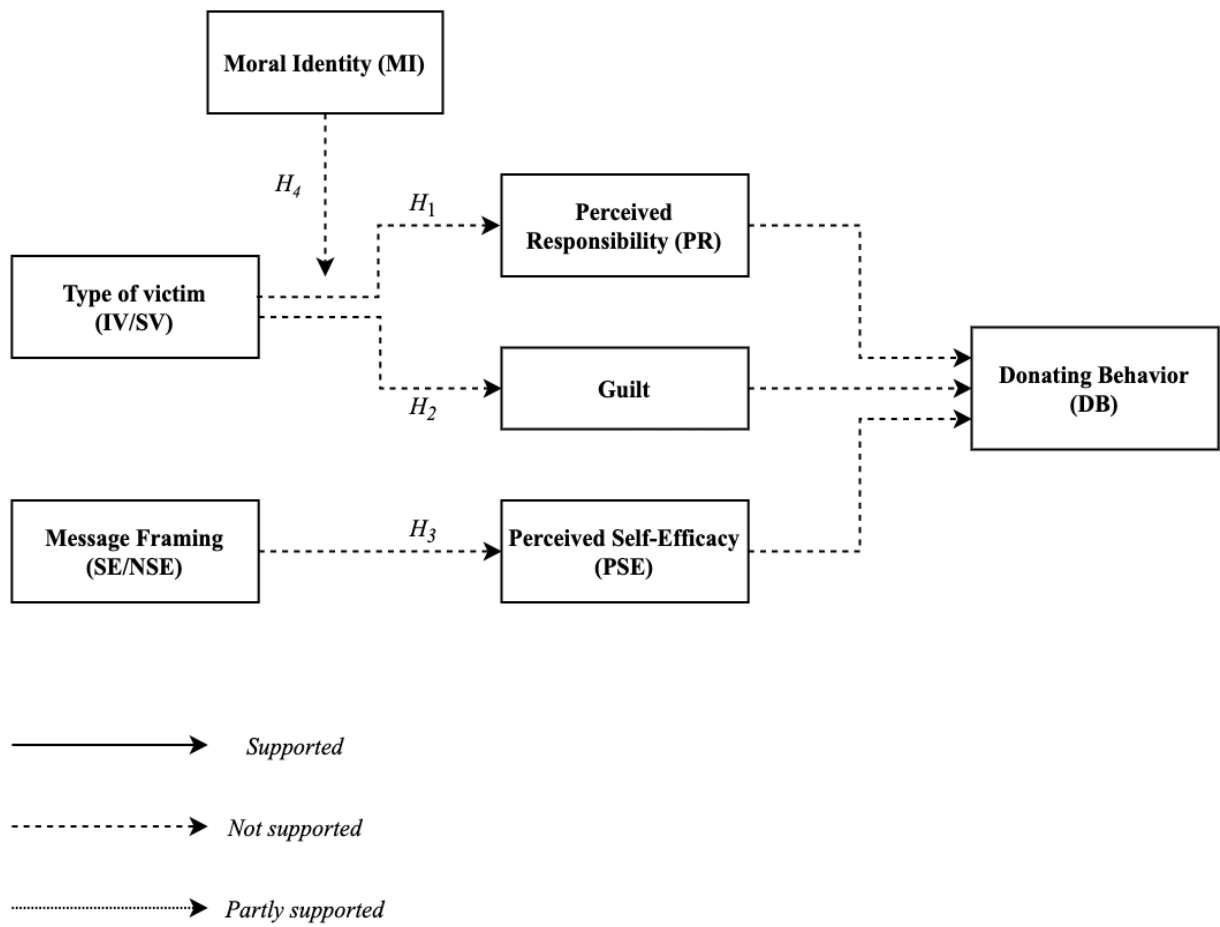 Moral Identity (MI)
H4
H1
Perceived
Responsibility (PR)
Type of victim
(IV/SV)
Guilt
H2
Donating Behavior
(DB)
Message Framing
(SE/NSE)
H3
Perceived Self-Efficacy
(PSE)
Supported
Not supported
Partly supported